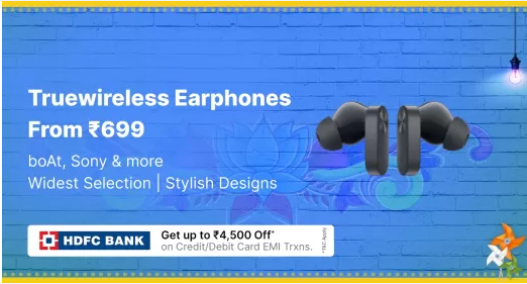 Truewireless Earphones
From ₹699
boAt, Sony & more
Widest Selection | Stylish Designs
HDFC BANK
Get up to ₹4,500 Off*
on Credit/Debit Card EMI Trxns.
*T&C Apply